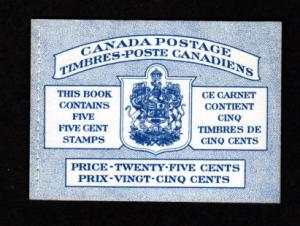 CANADA POSTAGE
TIMBRES-POSTE CANADIENS
THIS BOOK
CONTAINS
FIVE
FIVE CENT
STAMPS
CE CARNET
CONTIENT
CINQ
TIMBRES DE
CINQ CENTS
PRICE-TWENTY-FIVE CENTS
PRIX-VINGT-CINQ CENTS